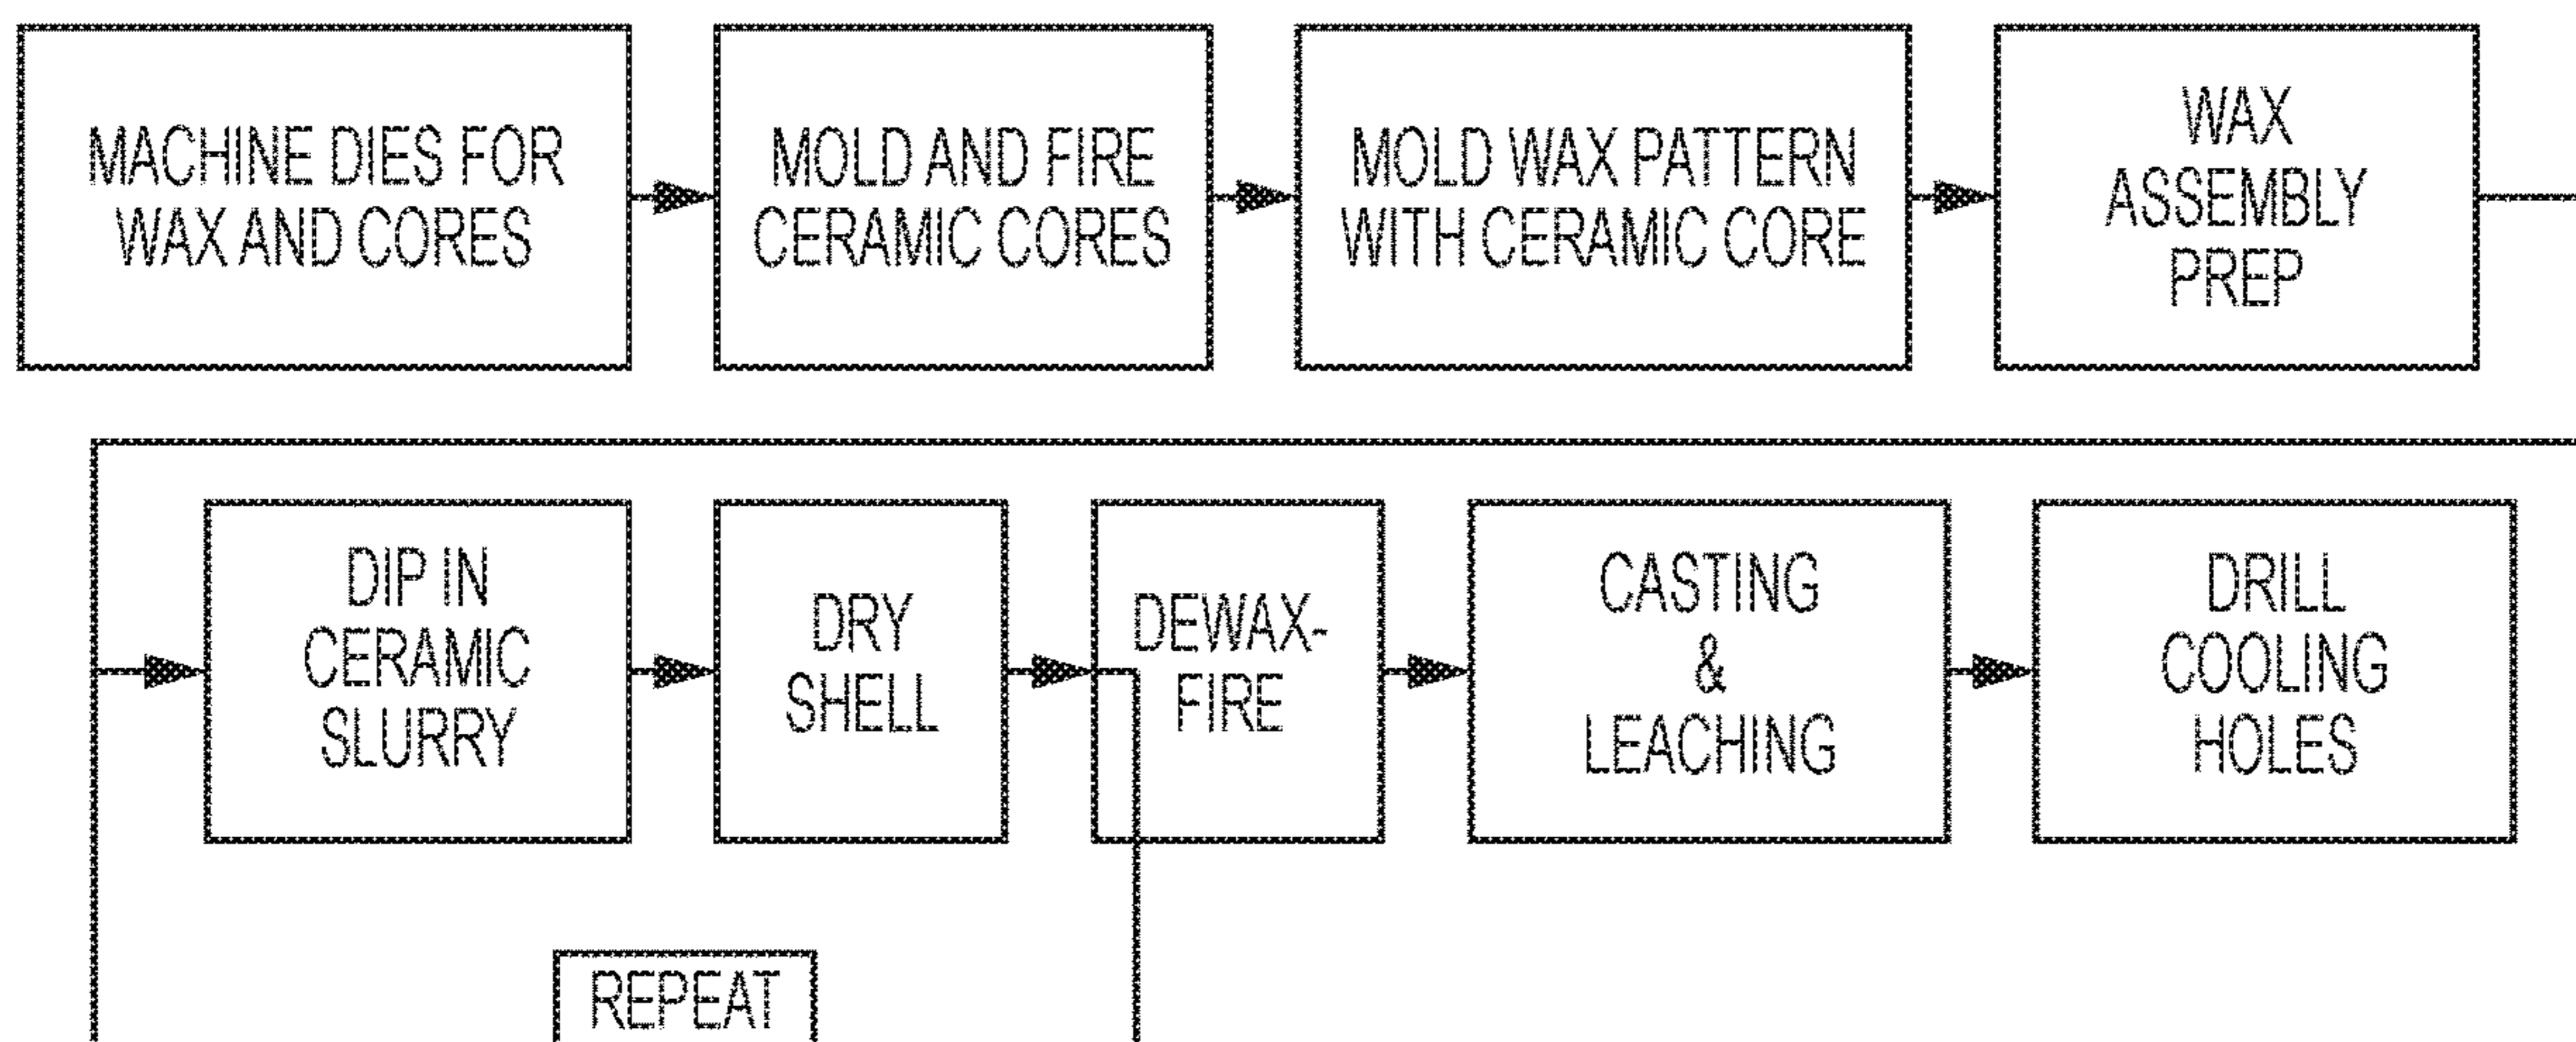 MACHINE DIES FOR
WAX AND CORES
MOLD AND FIRE
CERAMIC CORES
MOLD WAX PATTERN
WITH CERAMIC CORE
WAX
ASSEMBLY
PREP
DIP IN
CERAMIC
SLURRY
DRY
SHELL
DEWAX-
FIRE
CASTING
&
LEACHING
DRILL
COOLING
HOLES
REPEAT